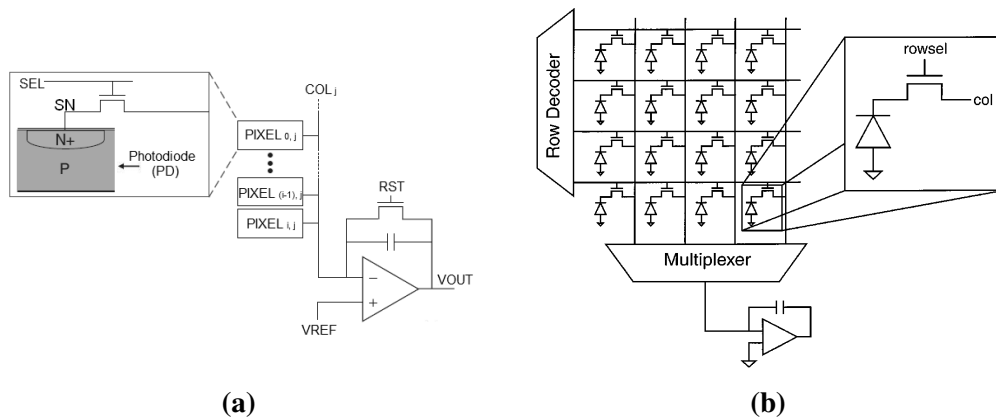 SEL
SN
N+
P
Photodiode
(PD)
COL j
PIXEL 0, j
PIXEL (i-1), j
PIXEL i, j
RST
VOUT
VREF
(a)
Row Decoder
Multiplexer
rowsel
col
(b)